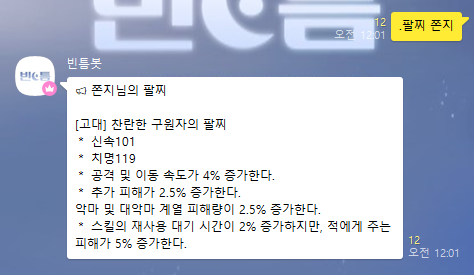 빈틈
.팔찌 쫀지
12
오전 12:01
빈틈봇
빈틈
쫀지님의 팔찌
[고대] 찬란한 구원자의 팔찌
* 신속101
* 치명119
* 공격 및 이동 속도가 4% 증가한다.
* 추가 피해가 2.5% 증가한다.
악마 및 대악마 계열 피해량이 2.5% 증가한다.
* 스킬의 재사용 대기 시간이 2% 증가하지만, 적에게 주는
피해가 5% 증가한다.
12
오전 12:01